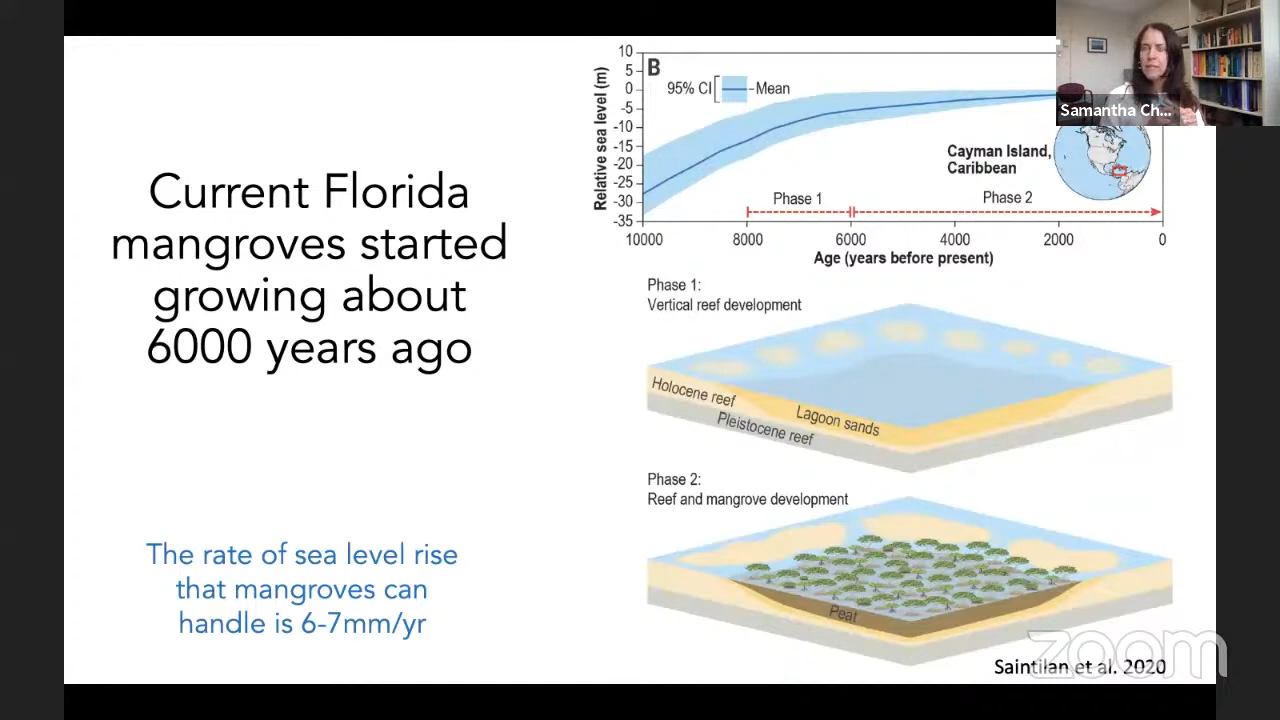 Current Florida
mangroves started
growing about
6000 years ago
The rate of sea level rise
that mangroves can
handle is 6-7mm/yr
B
95% CI
Mean
Relative sea level (m)
10
5
0
-5
-10
-15
-20
-25
-30
-35
Cayman Island,
Caribbean
Phase 1
Phase 2
10000 8000 6000 4000 2000 0
Age (years before present)
Phase 1:
Vertical reef development
Holocene reef
Lagoon sands
Pleistocene reef
Phase 2:
Reef and mangrove development
Peat
Saintilan et al. 2020
zoom
Samantha Ch...